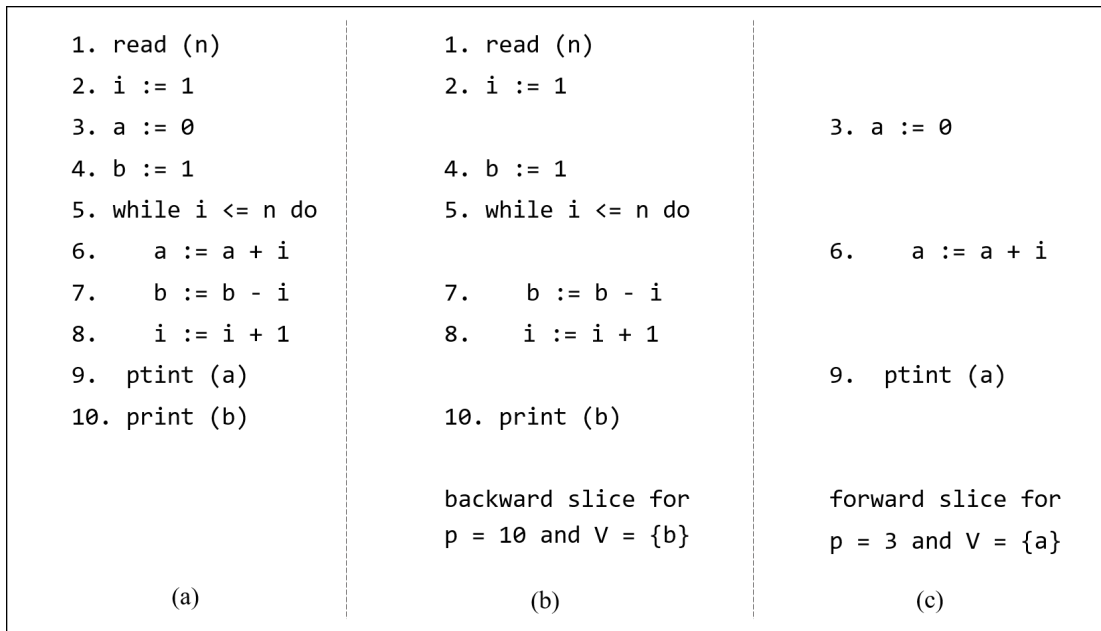 1. read (n)
2. i := 1
3. a := 0
4. b := 1
5. while i <= n do
6.    a := a + i
7.    b := b - i
8.    i := i + 1
9.  ptint (a)
10. print (b)
(a)
1. read (n)
2. i := 1
4. b := 1
5. while i <= n do
7.    b := b - i
8.    i := i + 1
10. print (b)
backward slice for
p = 10 and V = {b}
(b)
3. a := 0
6.    a := a + i
9.  ptint (a)
forward slice for
p = 3 and V = {a}
(c)